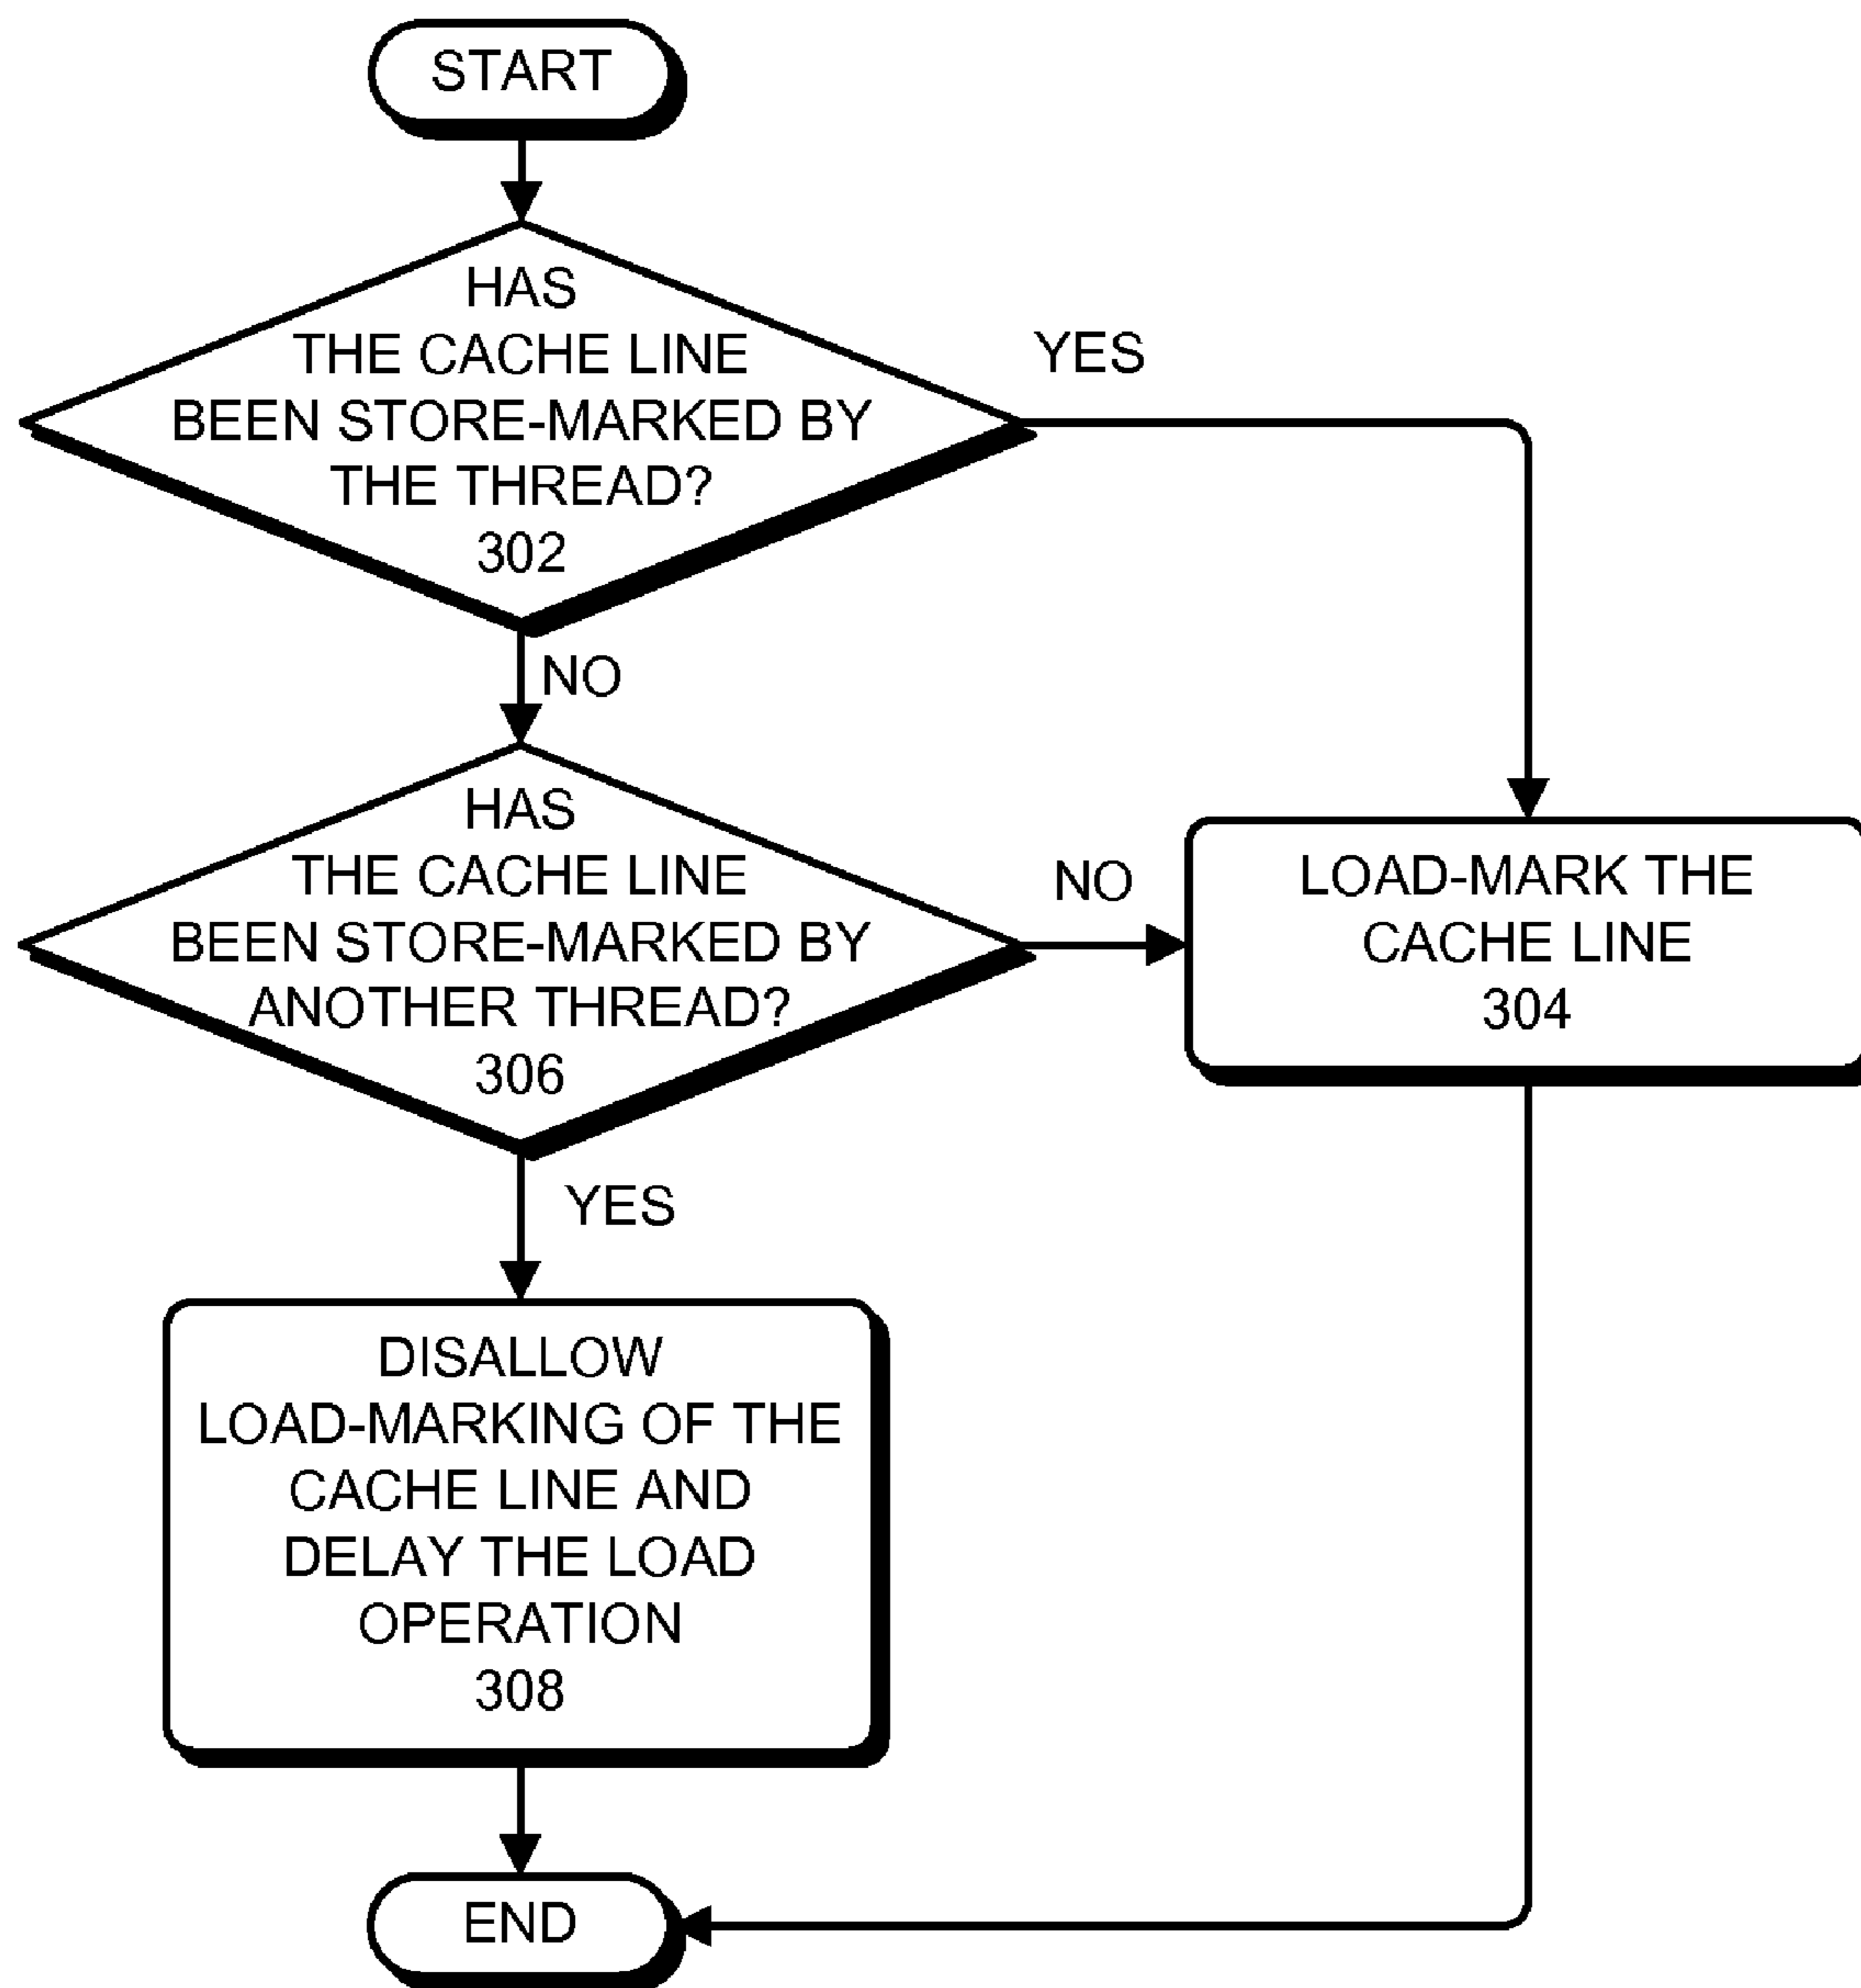 START
HAS
THE CACHE LINE
BEEN STORE-MARKED BY
THE THREAD?
302
YES
NO
HAS
THE CACHE LINE
BEEN STORE-MARKED BY
ANOTHER THREAD?
306
NO
LOAD-MARK THE
CACHE LINE
304
YES
DISALLOW
LOAD-MARKING OF THE
CACHE LINE AND
DELAY THE LOAD
OPERATION
308
END